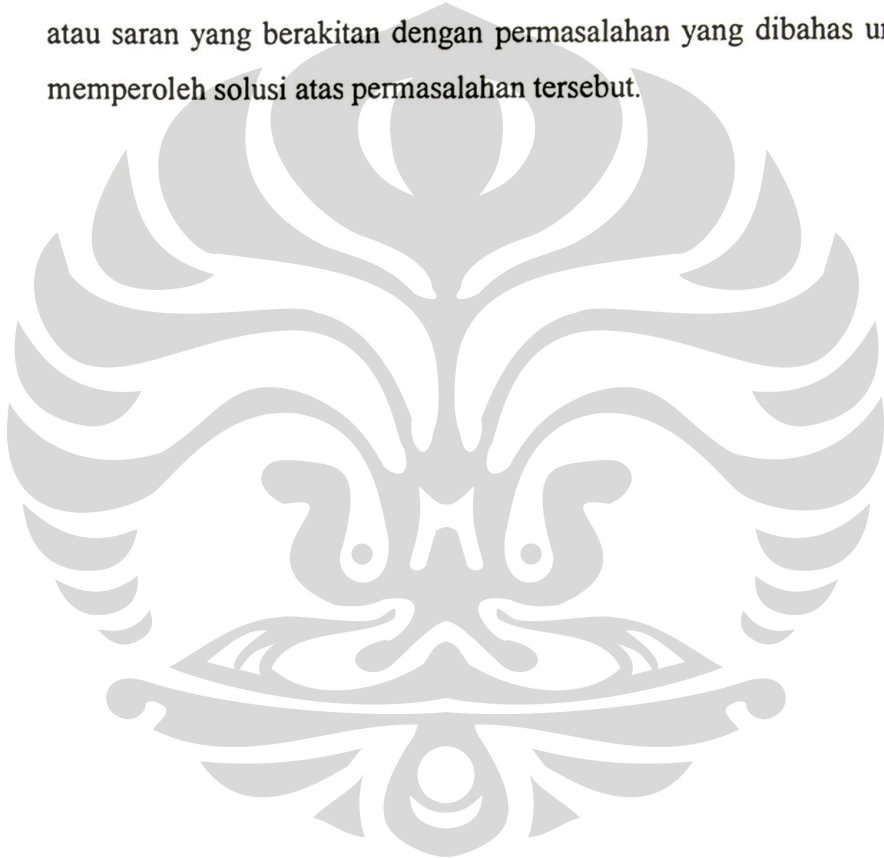 atau saran yang berakitan dengan permasalahan yang dibahas
memperoleh solusi atas permasalahan tersebut.